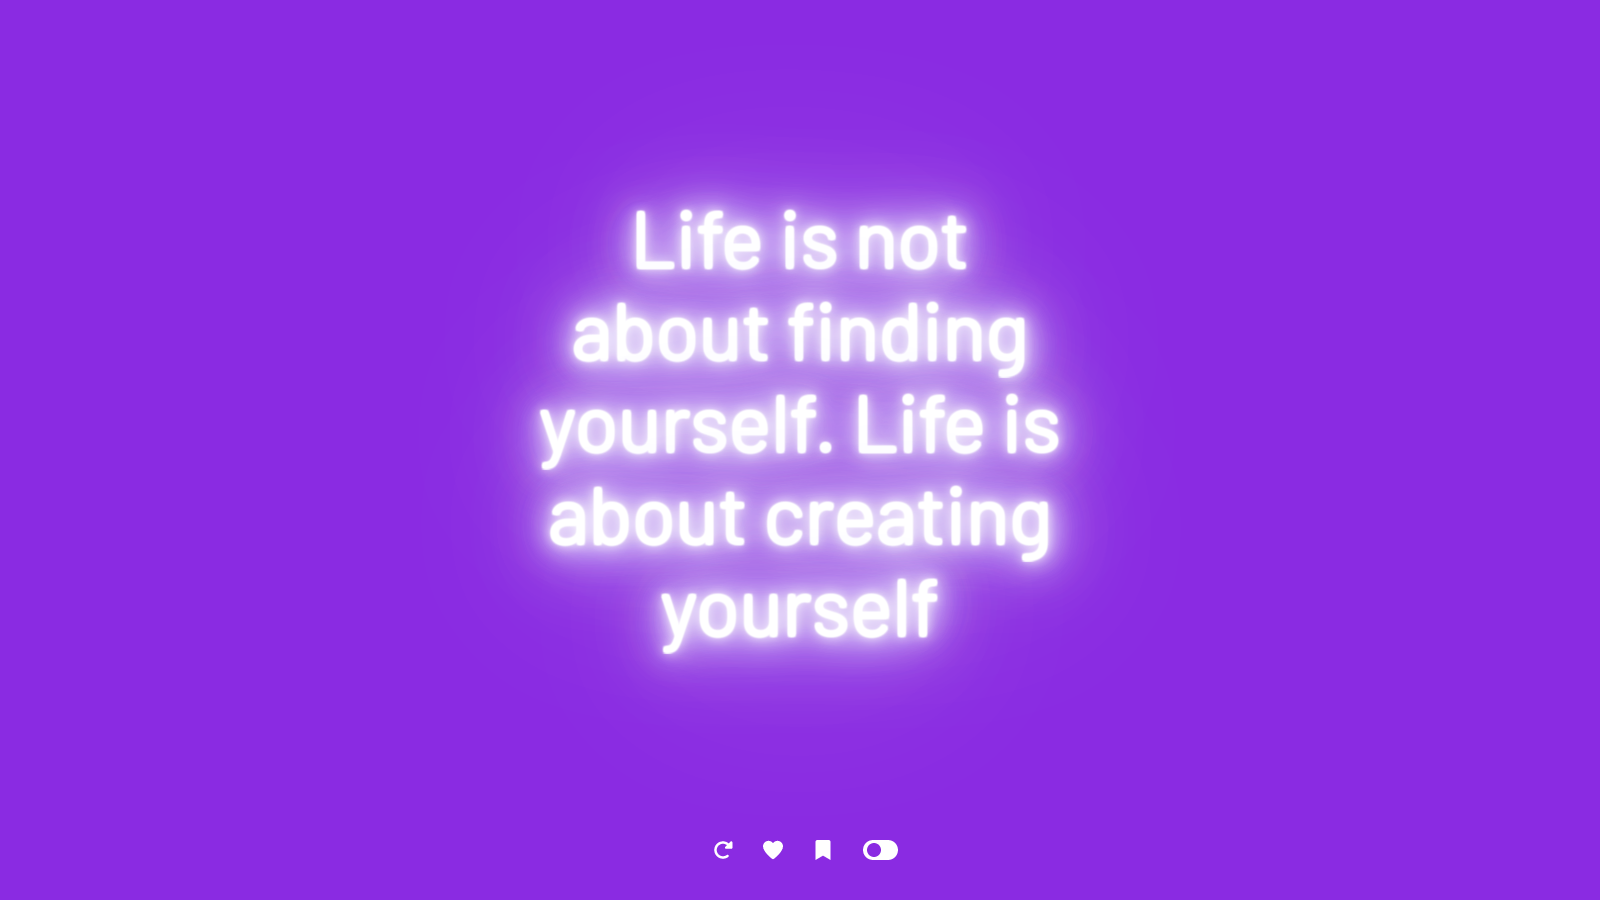 Life is not
about finding
yourself. Life is
about creating
yourself